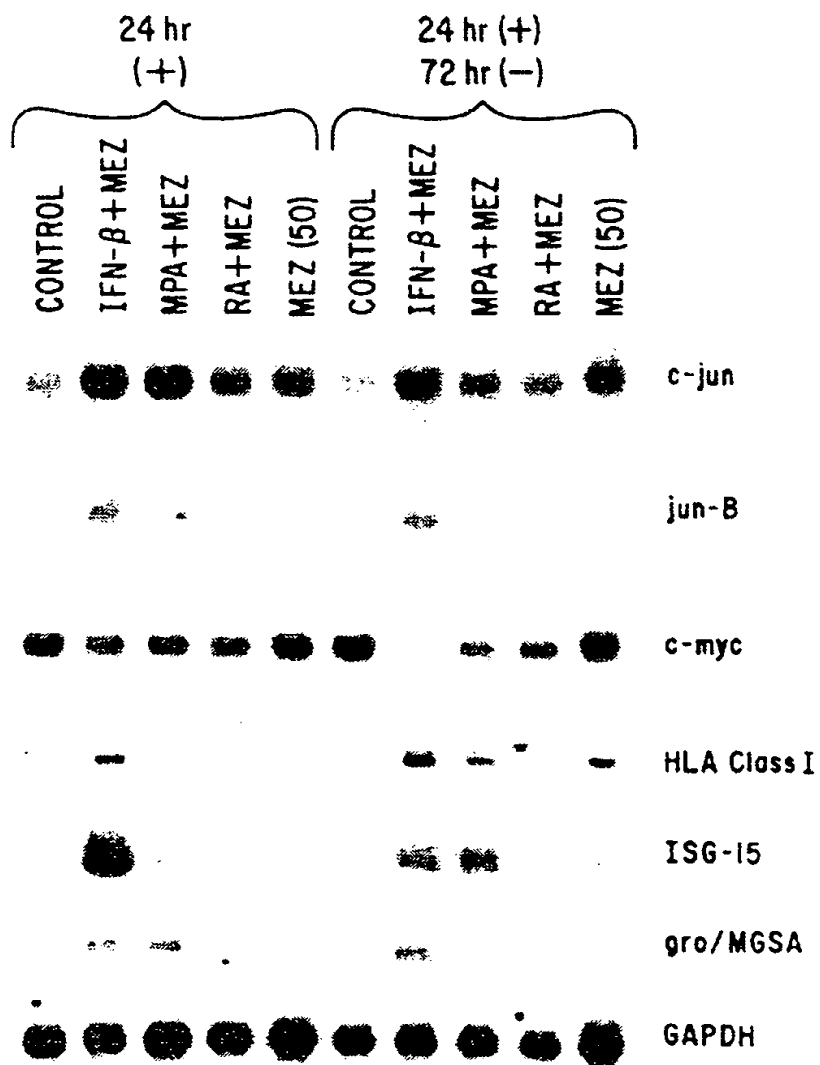 24 hr
(+)
24 hr (+)
72 hr (−)
CONTROL
IFN-β+MEZ
MPA+MEZ
RA+MEZ
MEZ (50)
CONTROL
IFN-β+MEZ
MPA+MEZ
RA+MEZ
MEZ (50)
c-jun
jun-B
c-myc
HLA Class I
ISG-15
gro/MGSA
GAPDH